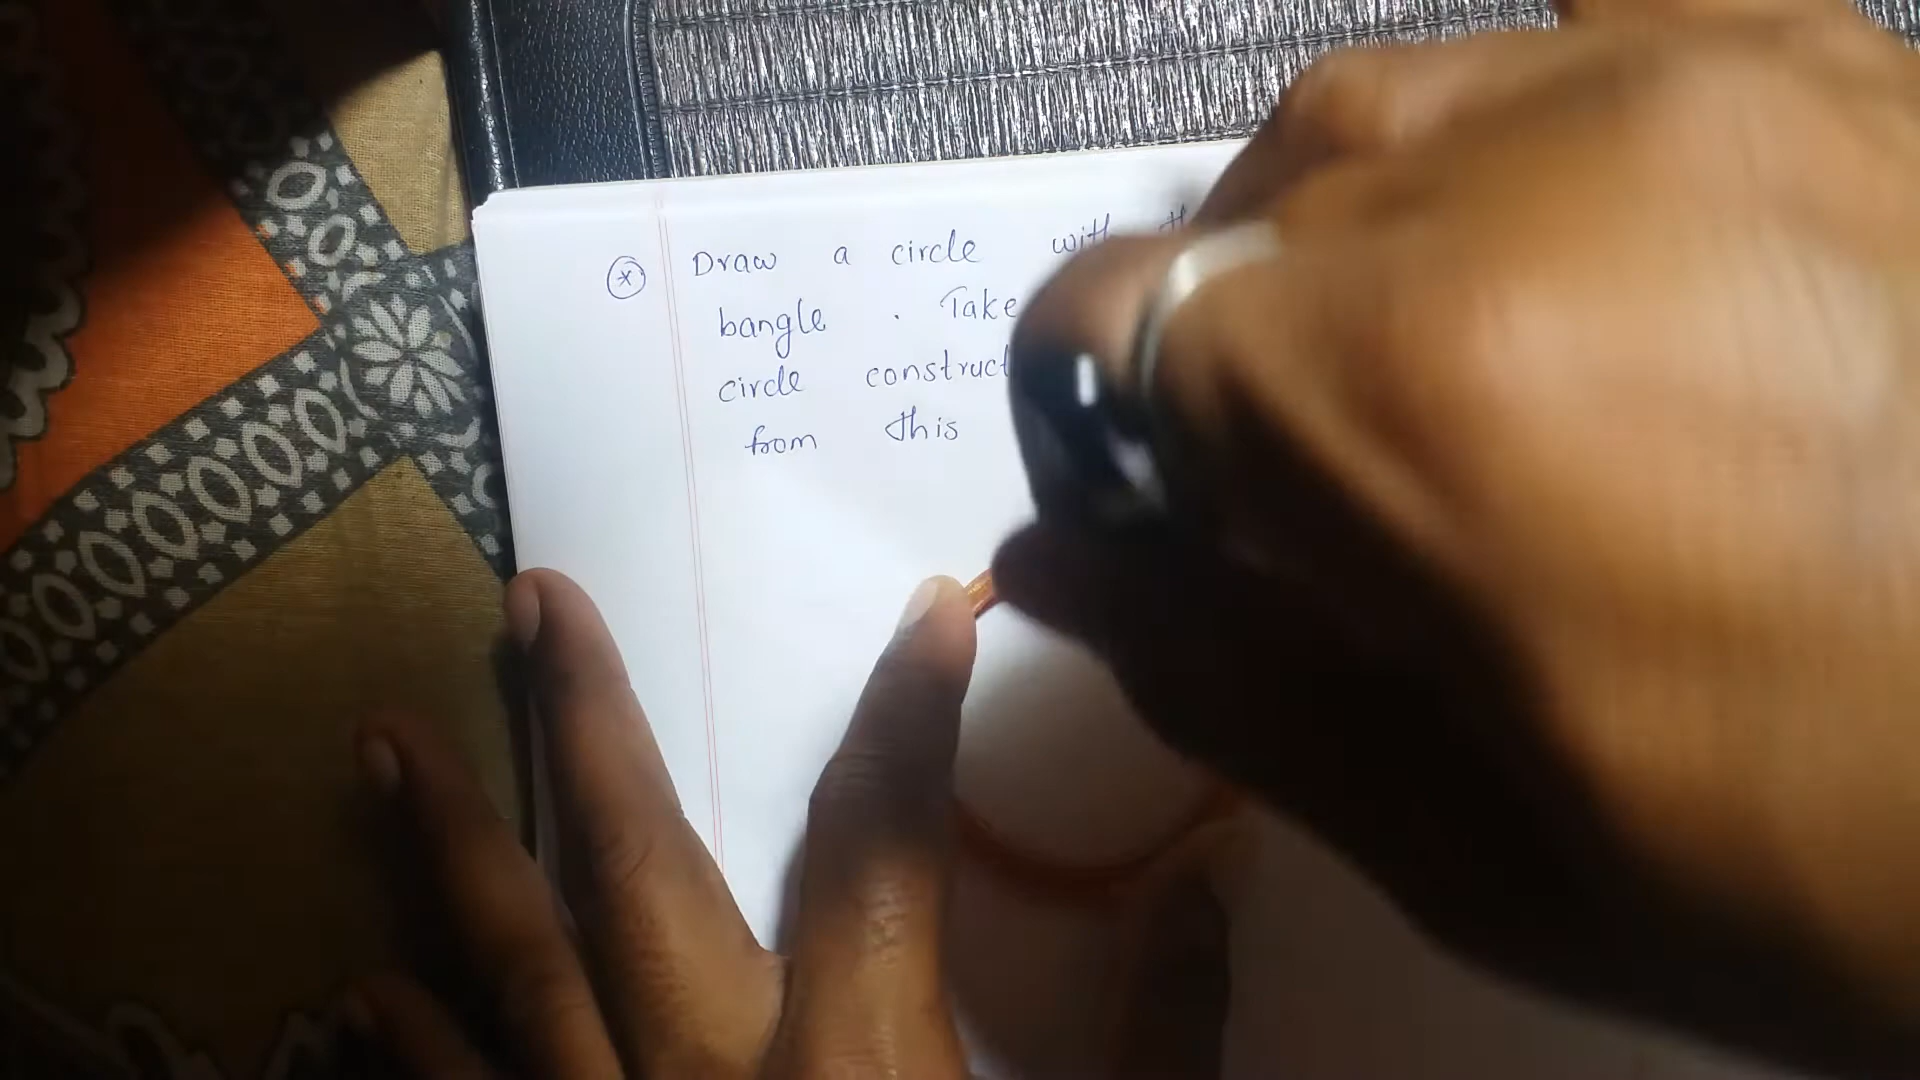 Draw a circle with
bangle . Take
circle construct
from this